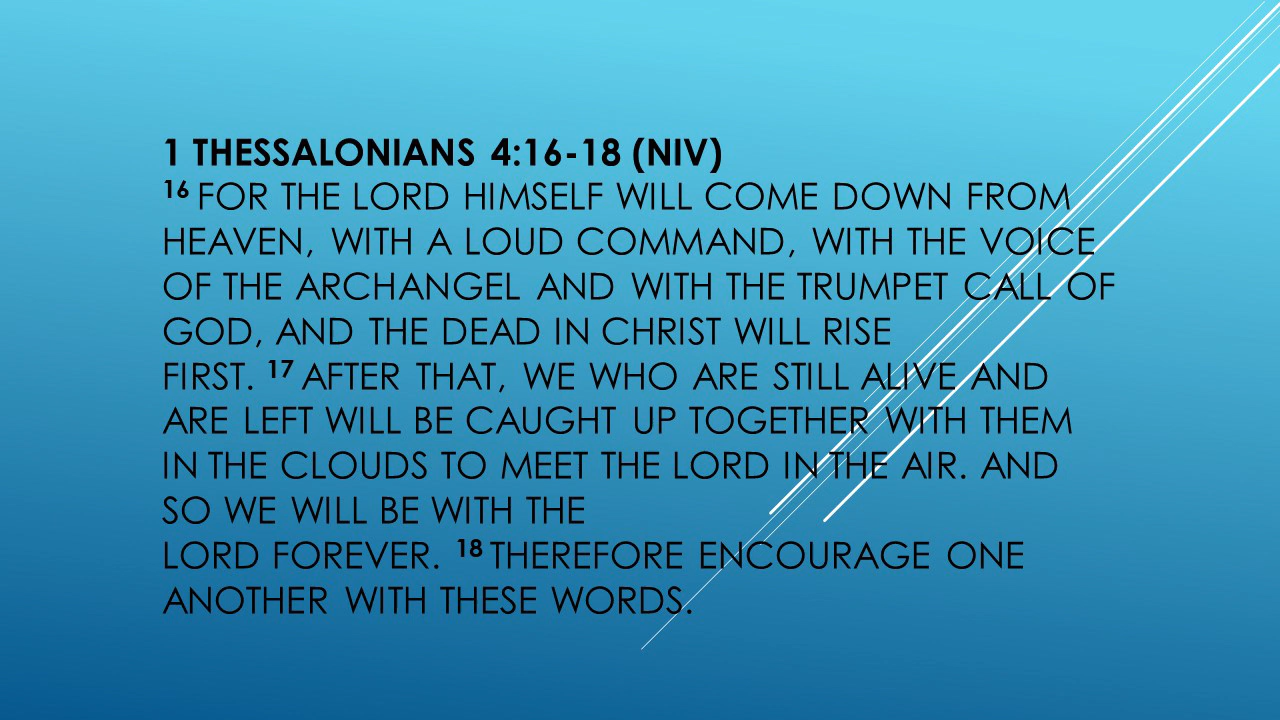 1 THESSALONIANS 4:16-18 (NIV)
16 FOR THE LORD HIMSELF WILL COME DOWN FROM
HEAVEN, WITH A LOUD COMMAND, WITH THE VOICE
OF THE ARCHANGEL AND WITH THE TRUMPET CALL OF
GOD, AND THE DEAD IN CHRIST WILL RISE
FIRST. 17 AFTER THAT, WE WHO ARE STILL ALIVE AND
ARE LEFT WILL BE CAUGHT UP TOGETHER WITH THEM
IN THE CLOUDS TO MEET THE LORD IN THE AIR. AND
SO WE WILL BE WITH THE
LORD FOREVER. 18 THEREFORE ENCOURAGE ONE
ANOTHER WITH THESE WORDS.